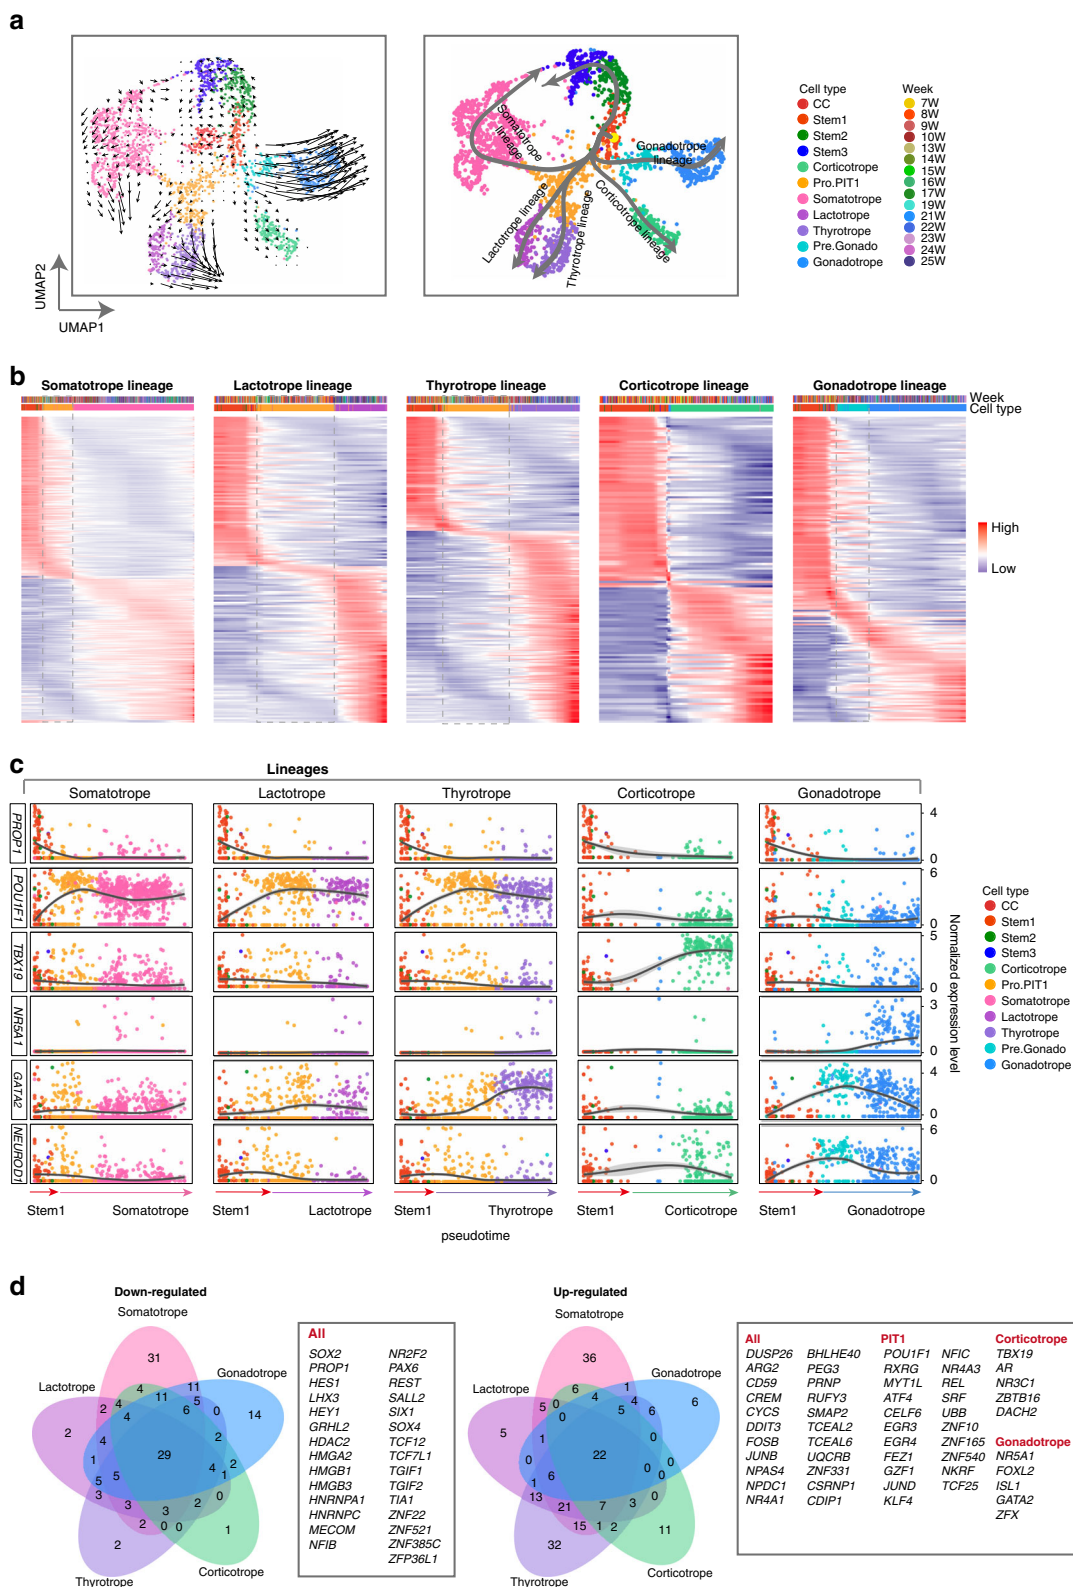 a
Somatotrope lineage
Gonadotrope lineage
Lactotrope lineage
Thyrotrope lineage
Corticotrope lineage
UMAP2
UMAP1
Cell type
CC
Stem1
Stem2
Stem3
Corticotrope
Pro.PIT1
Somatotrope
Lactotrope
Thyrotrope
Pre.Gonado
Gonadotrope
Week
7W
8W
9W
10W
13W
14W
15W
16W
17W
19W
21W
22W
23W
24W
25W
b
Somatotrope lineage
Lactotrope lineage
Thyrotrope lineage
Corticotrope lineage
Gonadotrope lineage
Week
Cell type
High
Low
c
Lineages
Somatotrope
Lactotrope
Thyrotrope
Corticotrope
Gonadotrope
PROP1
4
0
POU1F1
6
0
TBX19
5
0
NR5A1
3
0
GATA2
4
0
NEUROD1
6
0
Normalized expression level
Cell type
CC
Stem1
Stem2
Stem3
Corticotrope
Pro.PIT1
Somatotrope
Lactotrope
Thyrotrope
Pre.Gonado
Gonadotrope
Stem1 Somatotrope
Stem1 Lactotrope
Stem1 Thyrotrope
Stem1 Corticotrope
Stem1 Gonadotrope
pseudotime
d
Down-regulated
Somatotrope
Gonadotrope
Lactotrope
Thyrotrope
Corticotrope
31
4 11 11
2 4 5
4 6 0 14
2 4 2
1 29 2
5 5 4 1
3 3 3 2 0
2 0 0 1
2
All
SOX2 NR2F2
PROP1 PAX6
HES1 REST
LHX3 SALL2
HEY1 SIX1
GRHL2 SOX4
HDAC2 TCF12
HMGA2 TCF7L1
HMGB1 TGIF1
HMGB3 TGIF2
HNRNPA1 TIA1
HNRNPC ZNF22
MECOM ZNF521
NFIB ZNF385C
ZFP36L1
Up-regulated
Somatotrope
Gonadotrope
Lactotrope
Thyrotrope
Corticotrope
36
6 4 1
5 0 4 6
0 5 6
5 1 0
0 22 0
1 6 0 0
13 21 7 3 0
15 1 2 11
32
All
DUSP26 BHLHE40
ARG2 PEG3
CD59 PRNP
CREM RUFY3
CYCS SMAP2
DDIT3 TCEAL2
FOSB TCEAL6
JUNB UQCRB
NPAS4 ZNF331
NPDC1 CSRNP1
NR4A1 CDIP1
PIT1
POU1F1 NFIC
RXRG NR4A3
MYT1L REL
ATF4 SRF
CELF6 UBB
EGR3 ZNF10
EGR4 ZNF165
FEZ1 ZNF540
GZF1 NKRF
JUND TCF25
KLF4
Corticotrope
TBX19
AR
NR3C1
ZBTB16
DACH2
Gonadotrope
NR5A1
FOXL2
ISL1
GATA2
ZFX